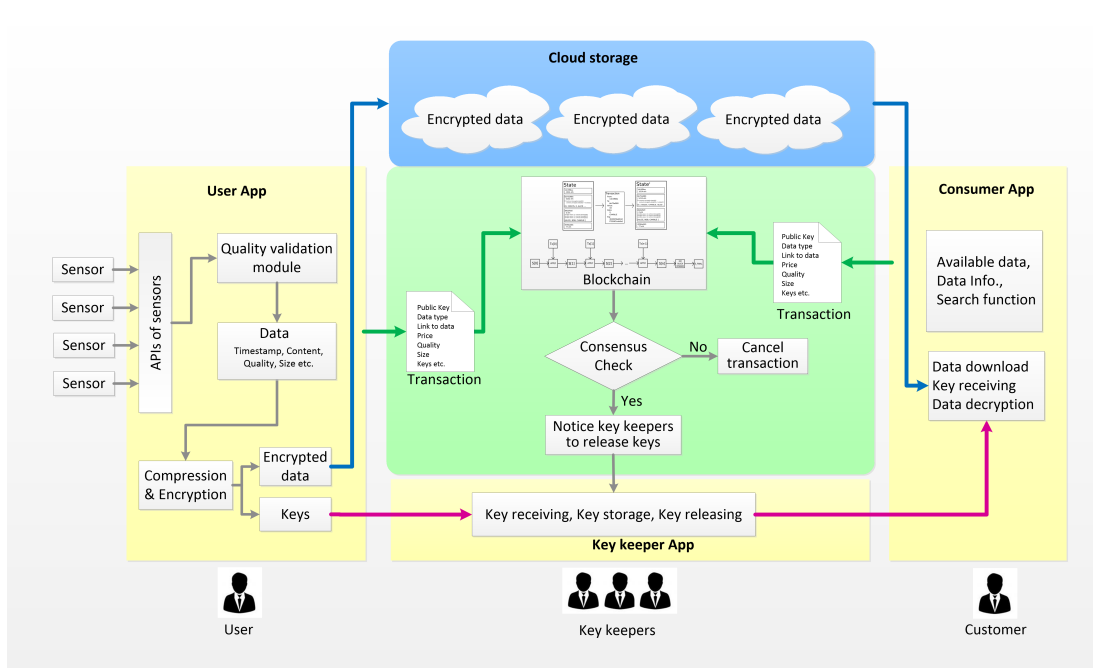 Cloud storage
Encrypted data
Encrypted data
Encrypted data
User App
Sensor
Sensor
Sensor
Sensor
APIs of sensors
Quality validation
module
Data
Timestamp, Content,
Quality, Size etc.
Compression
& Encryption
Encrypted
data
Keys
Public Key
Data type
Link to data
Price
Quality
Size
Keys etc.
Transaction
State
State'
Transaction
Blockchain
Consensus
Check
No
Cancel
transaction
Yes
Notice key keepers
to release keys
Public Key
Data type
Link to data
Price
Quality
Size
Keys etc.
Transaction
Key receiving, Key storage, Key releasing
Key keeper App
Consumer App
Available data,
Data Info.,
Search function
Data download
Key receiving
Data decryption
User
Key keepers
Customer